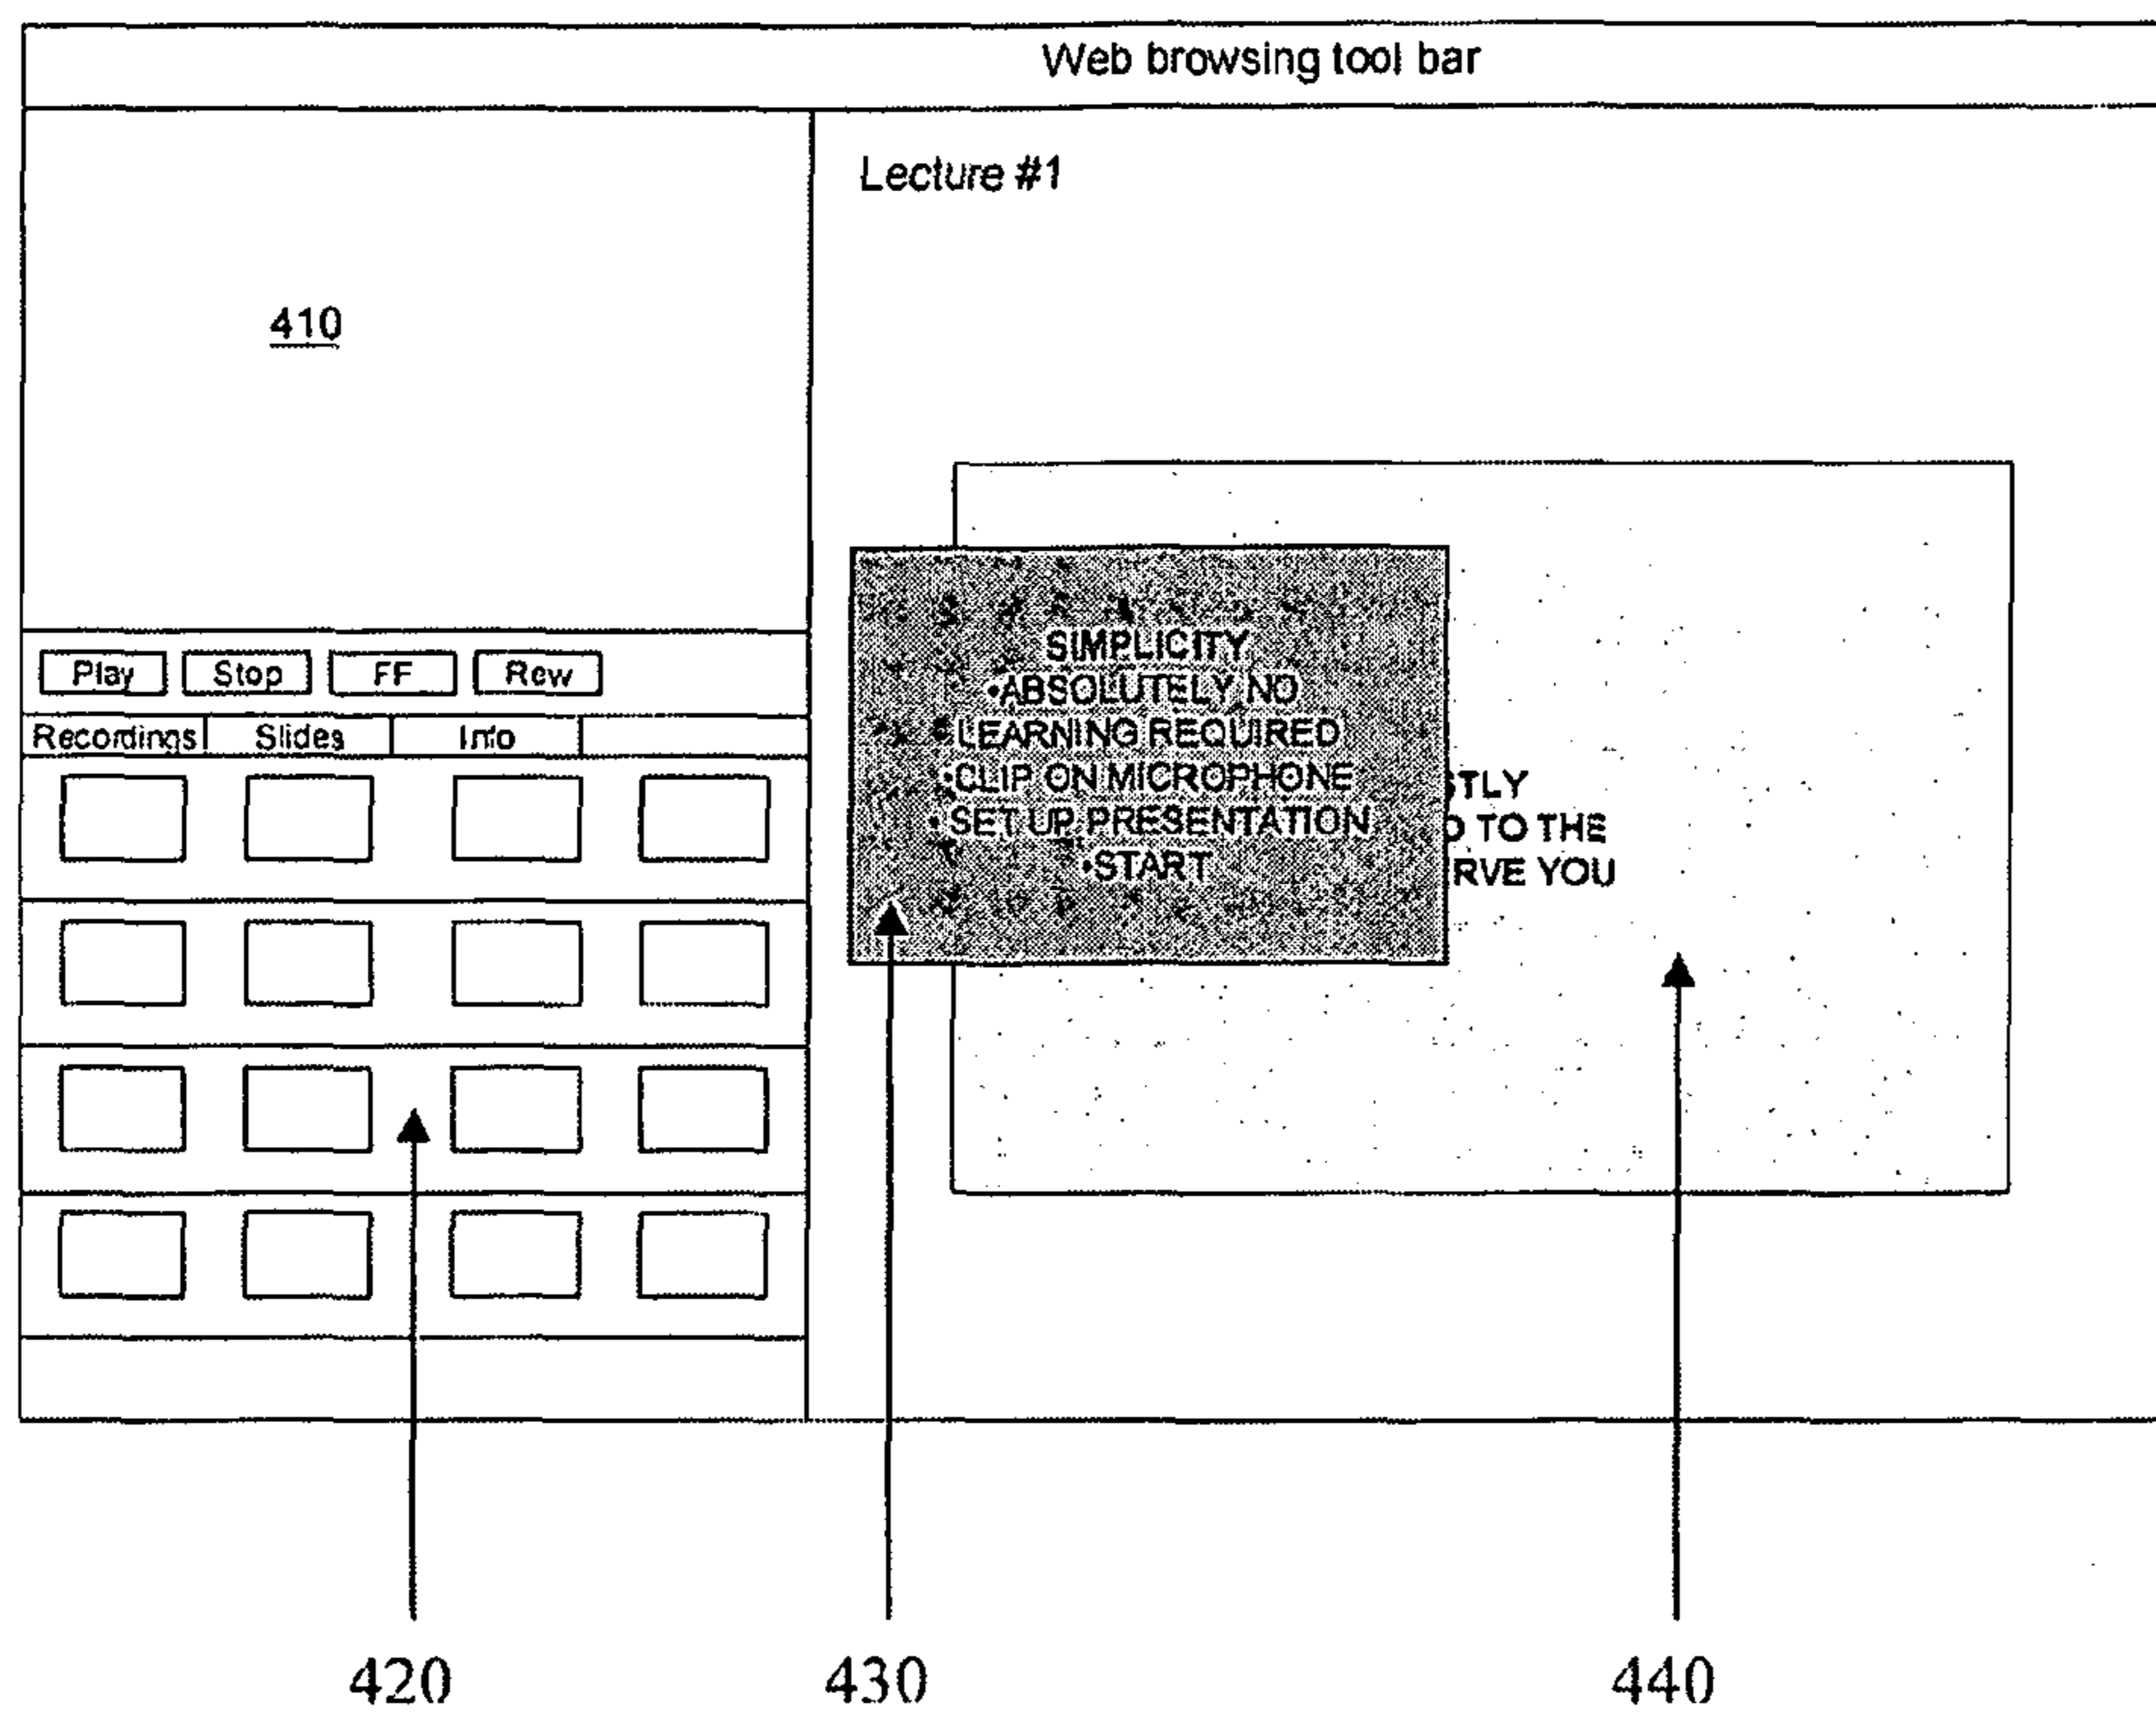 Web browsing tool bar
Lecture #1
410
Play Stop FF Rew
Recordings Slides Info
SIMPLICITY
•ABSOLUTELY NO
•LEARNING REQUIRED
•CLIP ON MICROPHONE
• SET UP PRESENTATION
•START
STLY
D TO THE
RVE YOU
420 430 440